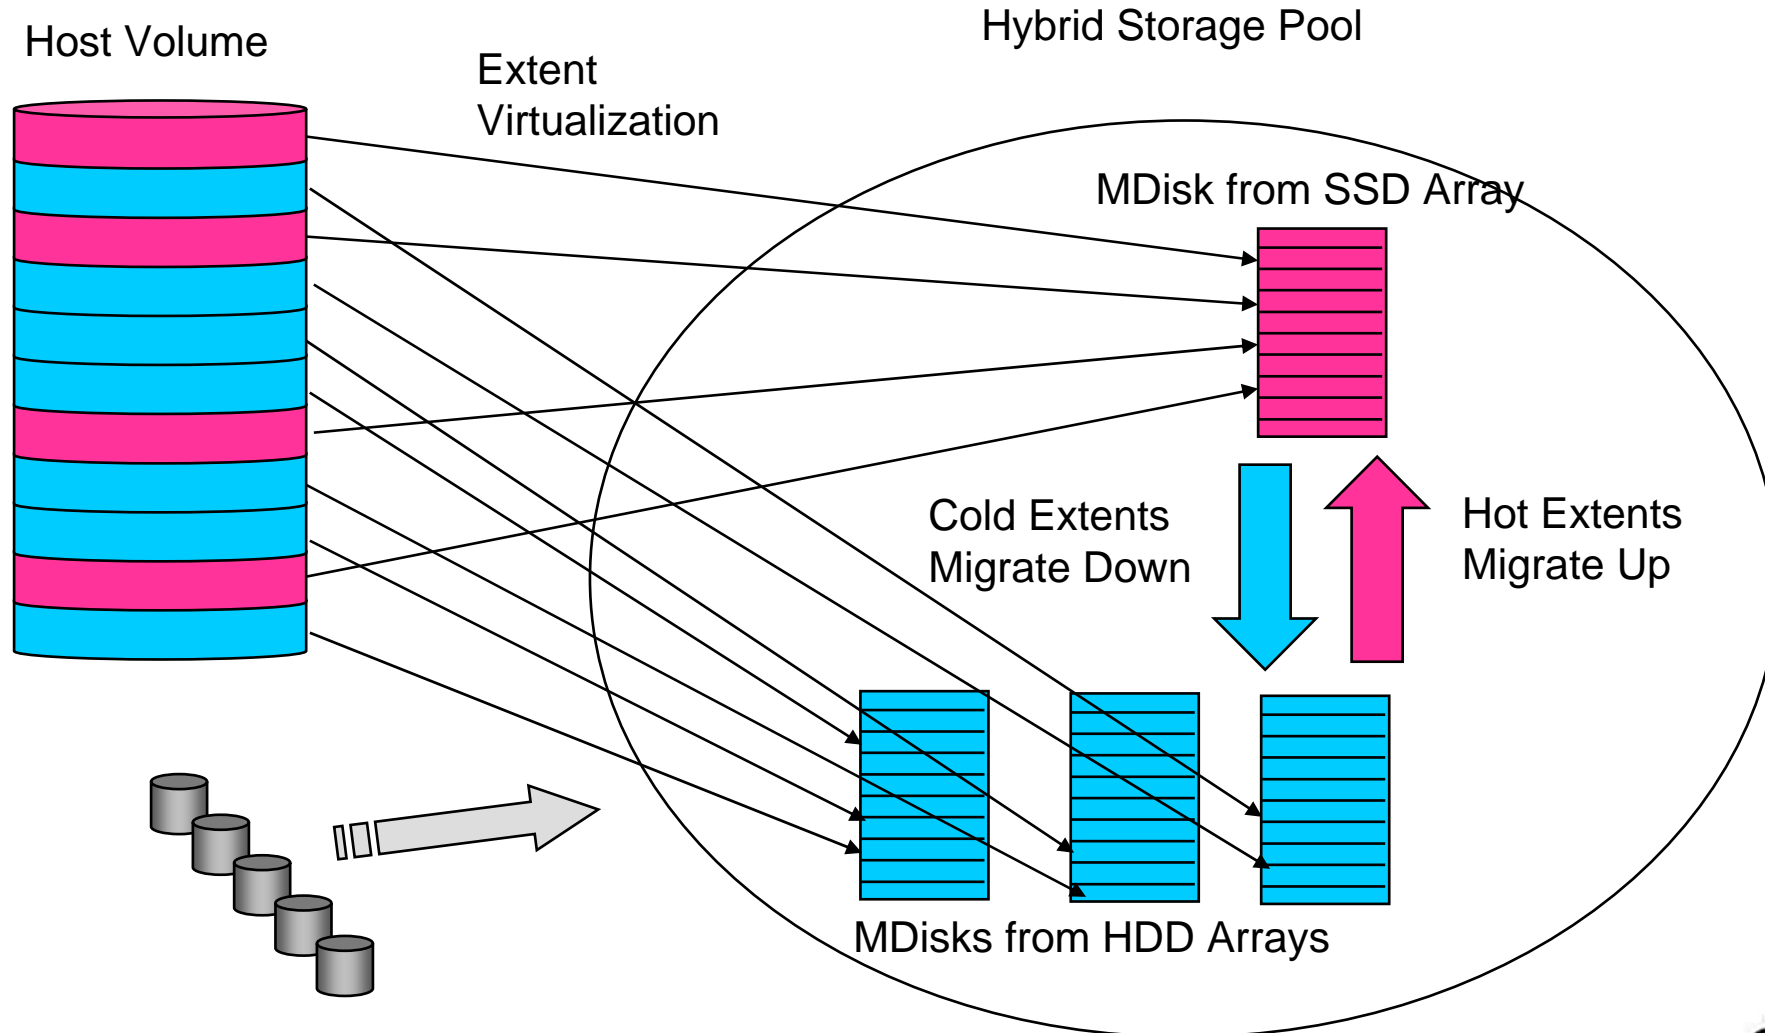 Host Volume
Extent
Virtualization
Hybrid Storage Pool
MDisk from SSD Array
Cold Extents
Migrate Down
Hot Extents
Migrate Up
MDisks from HDD Arrays